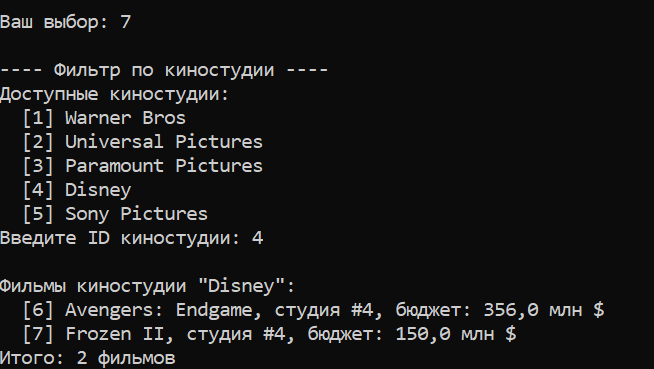 Ваш выбор: 7
---- Фильтр по киностудии ----
Доступные киностудии:
[1] Warner Bros
[2] Universal Pictures
[3] Paramount Pictures
[4] Disney
[5] Sony Pictures
Введите ID киностудии: 4
Фильмы киностудии "Disney":
[6] Avengers: Endgame, студия #4, бюджет: 356,0 млн $
[7] Frozen II, студия #4, бюджет: 150,0 млн $
Итого: 2 фильмов